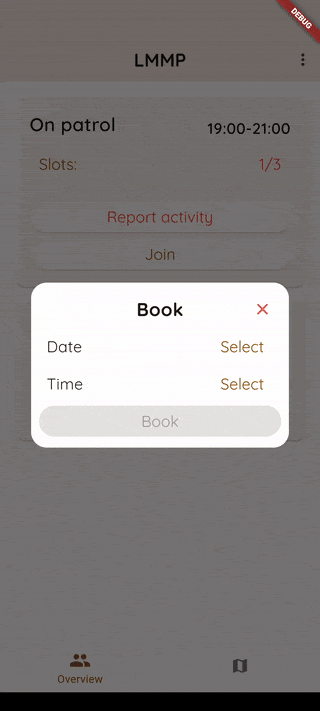 DEBUG
LMMP
On patrol 19:00-21:00
Slots: 1/3
Report activity
Join
Book
Date Select
Time Select
Book
Overview